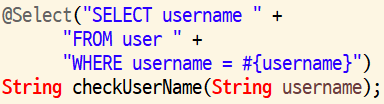 @Select("SELECT username " +
"FROM user " +
"WHERE username = #{username}")
String checkUserName(String username);